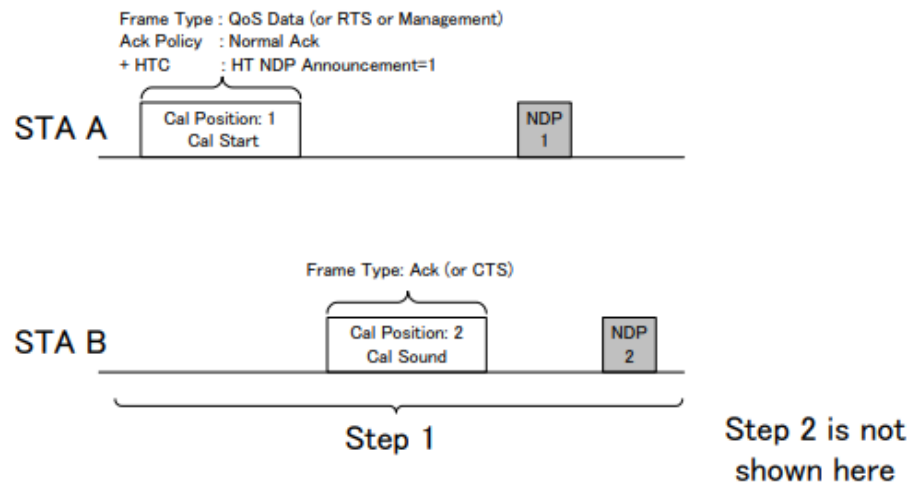 Frame Type : QoS Data (or RTS or Management)
Ack Policy : Normal Ack
+ HTC : HT NDP Announcement=1
STA A
Cal Position: 1
Cal Start
NDP
1
Frame Type: Ack (or CTS)
STA B
Cal Position: 2
Cal Sound
NDP
2
Step 1
Step 2 is not
shown here